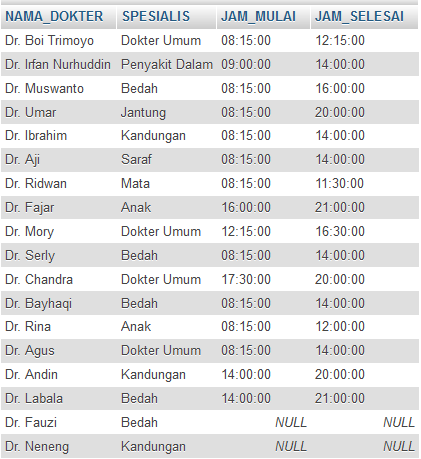 NAMA_DOKTER SPESIALIS JAM_MULAI JAM_SELESAI
Dr. Boi Trimoyo Dokter Umum 08:15:00 12:15:00
Dr. Irfan Nurhuddin Penyakit Dalam 09:00:00 14:00:00
Dr. Muswanto Bedah 08:15:00 16:00:00
Dr. Umar Jantung 08:15:00 20:00:00
Dr. Ibrahim Kandungan 08:15:00 14:00:00
Dr. Aji Saraf 08:15:00 14:00:00
Dr. Ridwan Mata 08:15:00 11:30:00
Dr. Fajar Anak 16:00:00 21:00:00
Dr. Mory Dokter Umum 12:15:00 16:30:00
Dr. Serly Bedah 08:15:00 14:00:00
Dr. Chandra Dokter Umum 17:30:00 20:00:00
Dr. Bayhaqi Bedah 08:15:00 14:00:00
Dr. Rina Anak 08:15:00 12:00:00
Dr. Agus Dokter Umum 08:15:00 14:00:00
Dr. Andin Kandungan 14:00:00 20:00:00
Dr. Labala Bedah 14:00:00 21:00:00
Dr. Fauzi Bedah NULL NULL
Dr. Neneng Kandungan NULL NULL